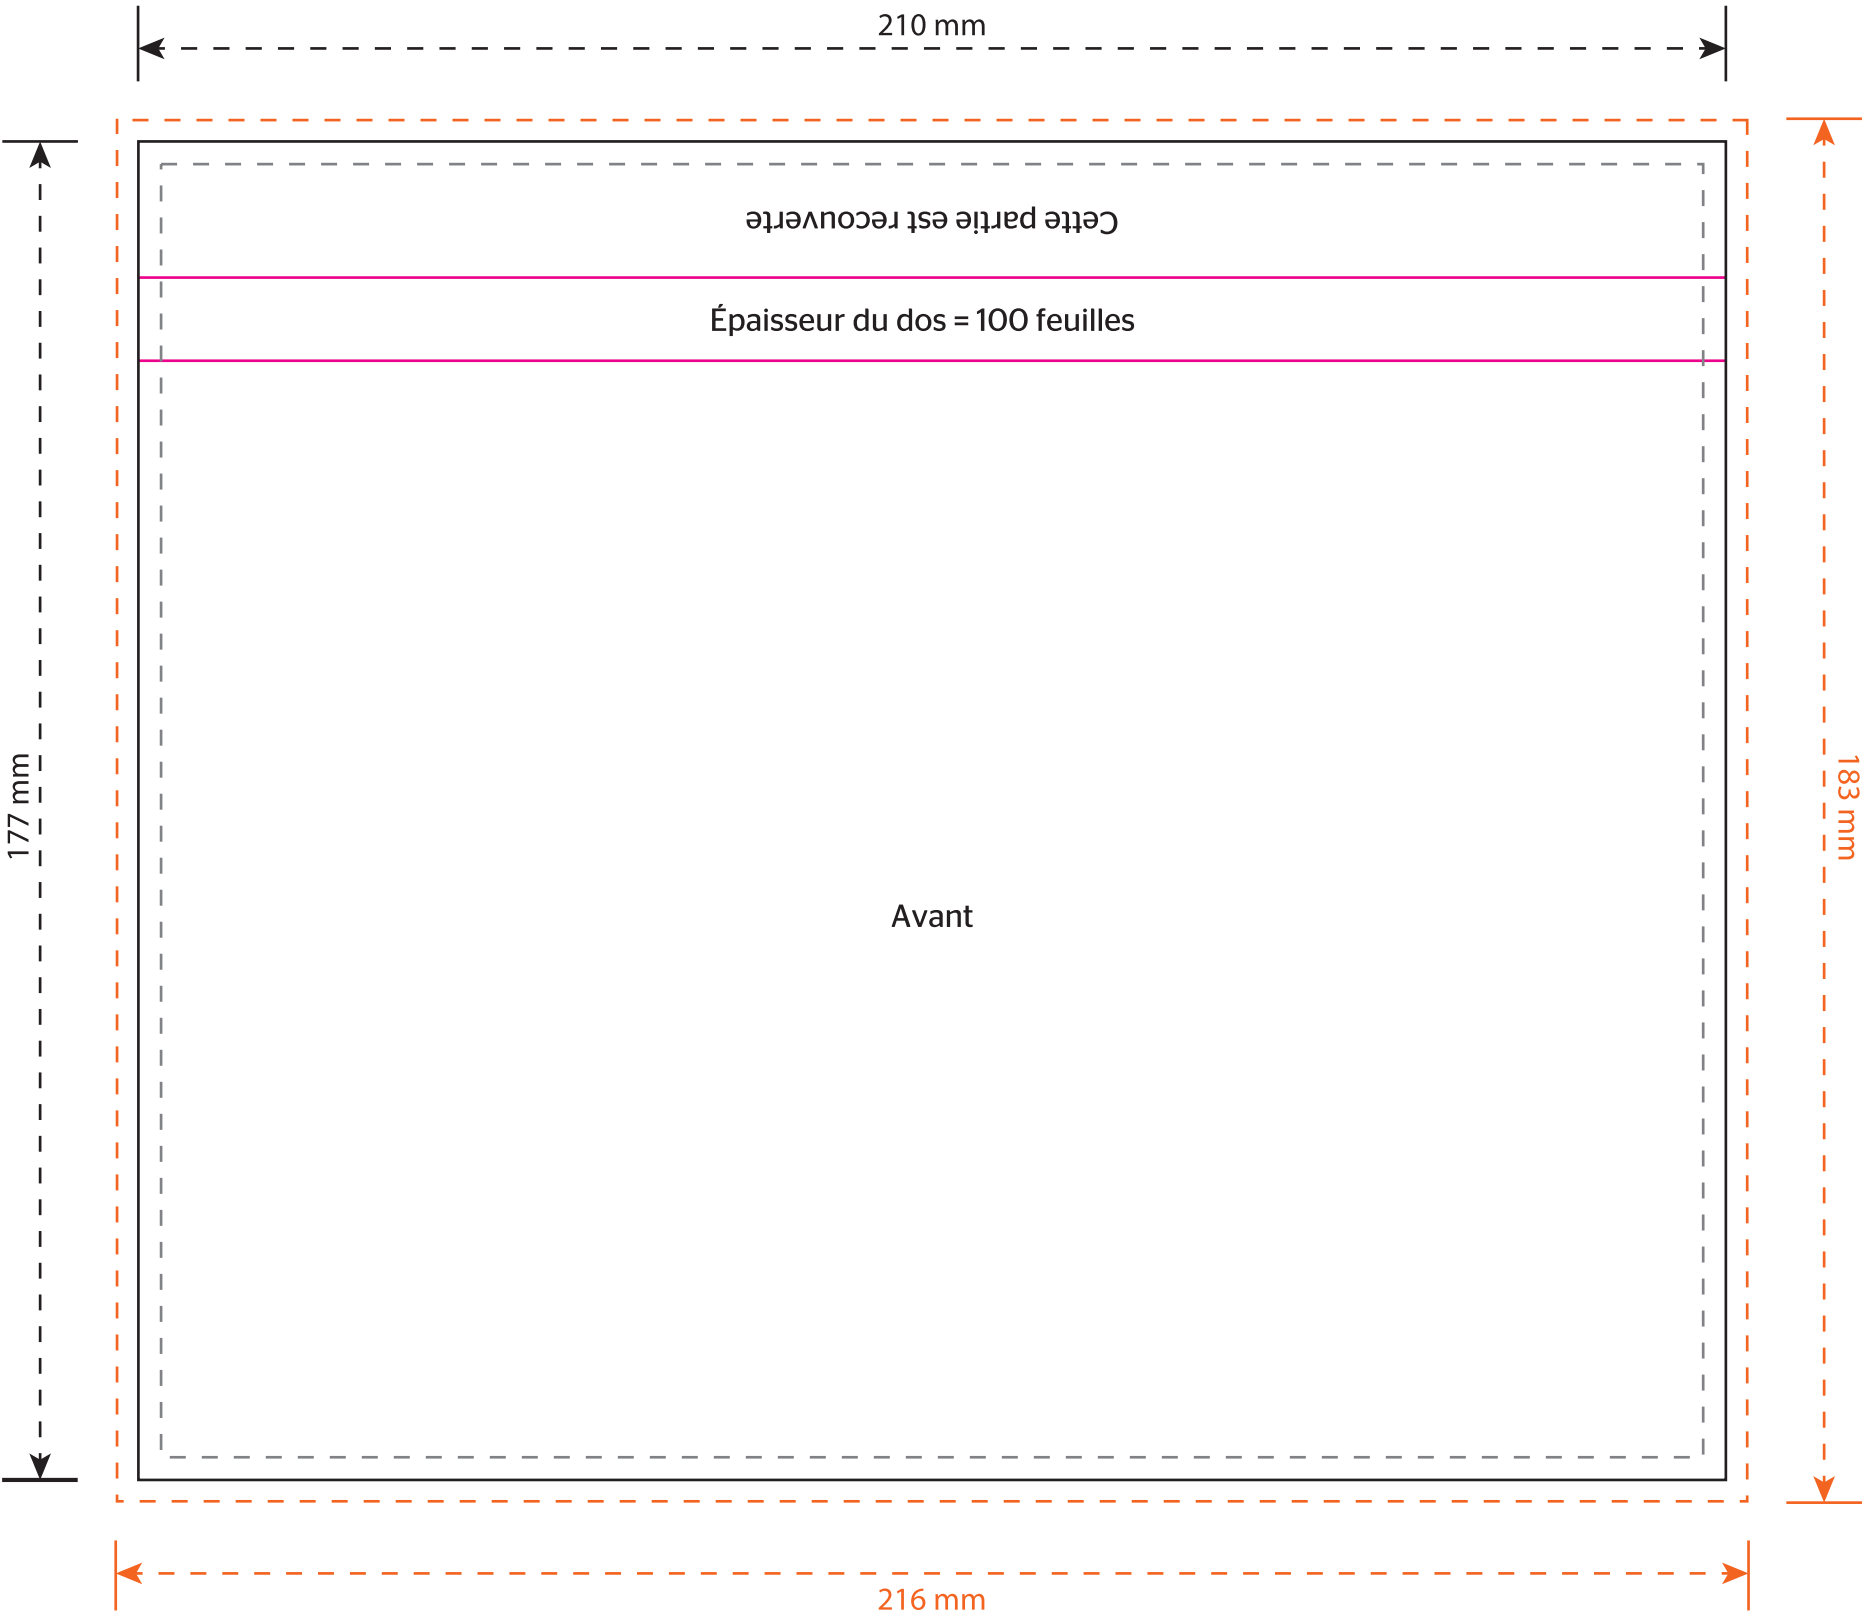 210 mm
Cette partie est recouverte
Épaisseur du dos = 100 feuilles
177 mm
183 mm
Avant
216 mm